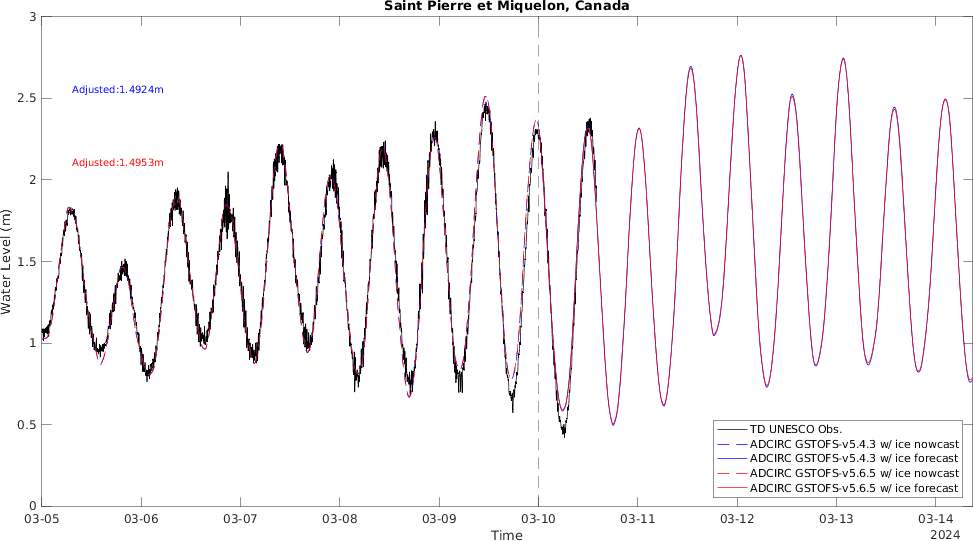 Saint Pierre et Miquelon, Canada
3
2.5
2
1.5
1
0.5
0
Water Level (m)
Adjusted:1.4924m
Adjusted:1.4953m
TD UNESCO Obs.
ADCIRC GSTOFS-v5.4.3 w/ ice nowcast
ADCIRC GSTOFS-v5.4.3 w/ ice forecast
ADCIRC GSTOFS-v5.6.5 w/ ice nowcast
ADCIRC GSTOFS-v5.6.5 w/ ice forecast
03-05 03-06 03-07 03-08 03-09 03-10 03-11 03-12 03-13 03-14
Time
2024